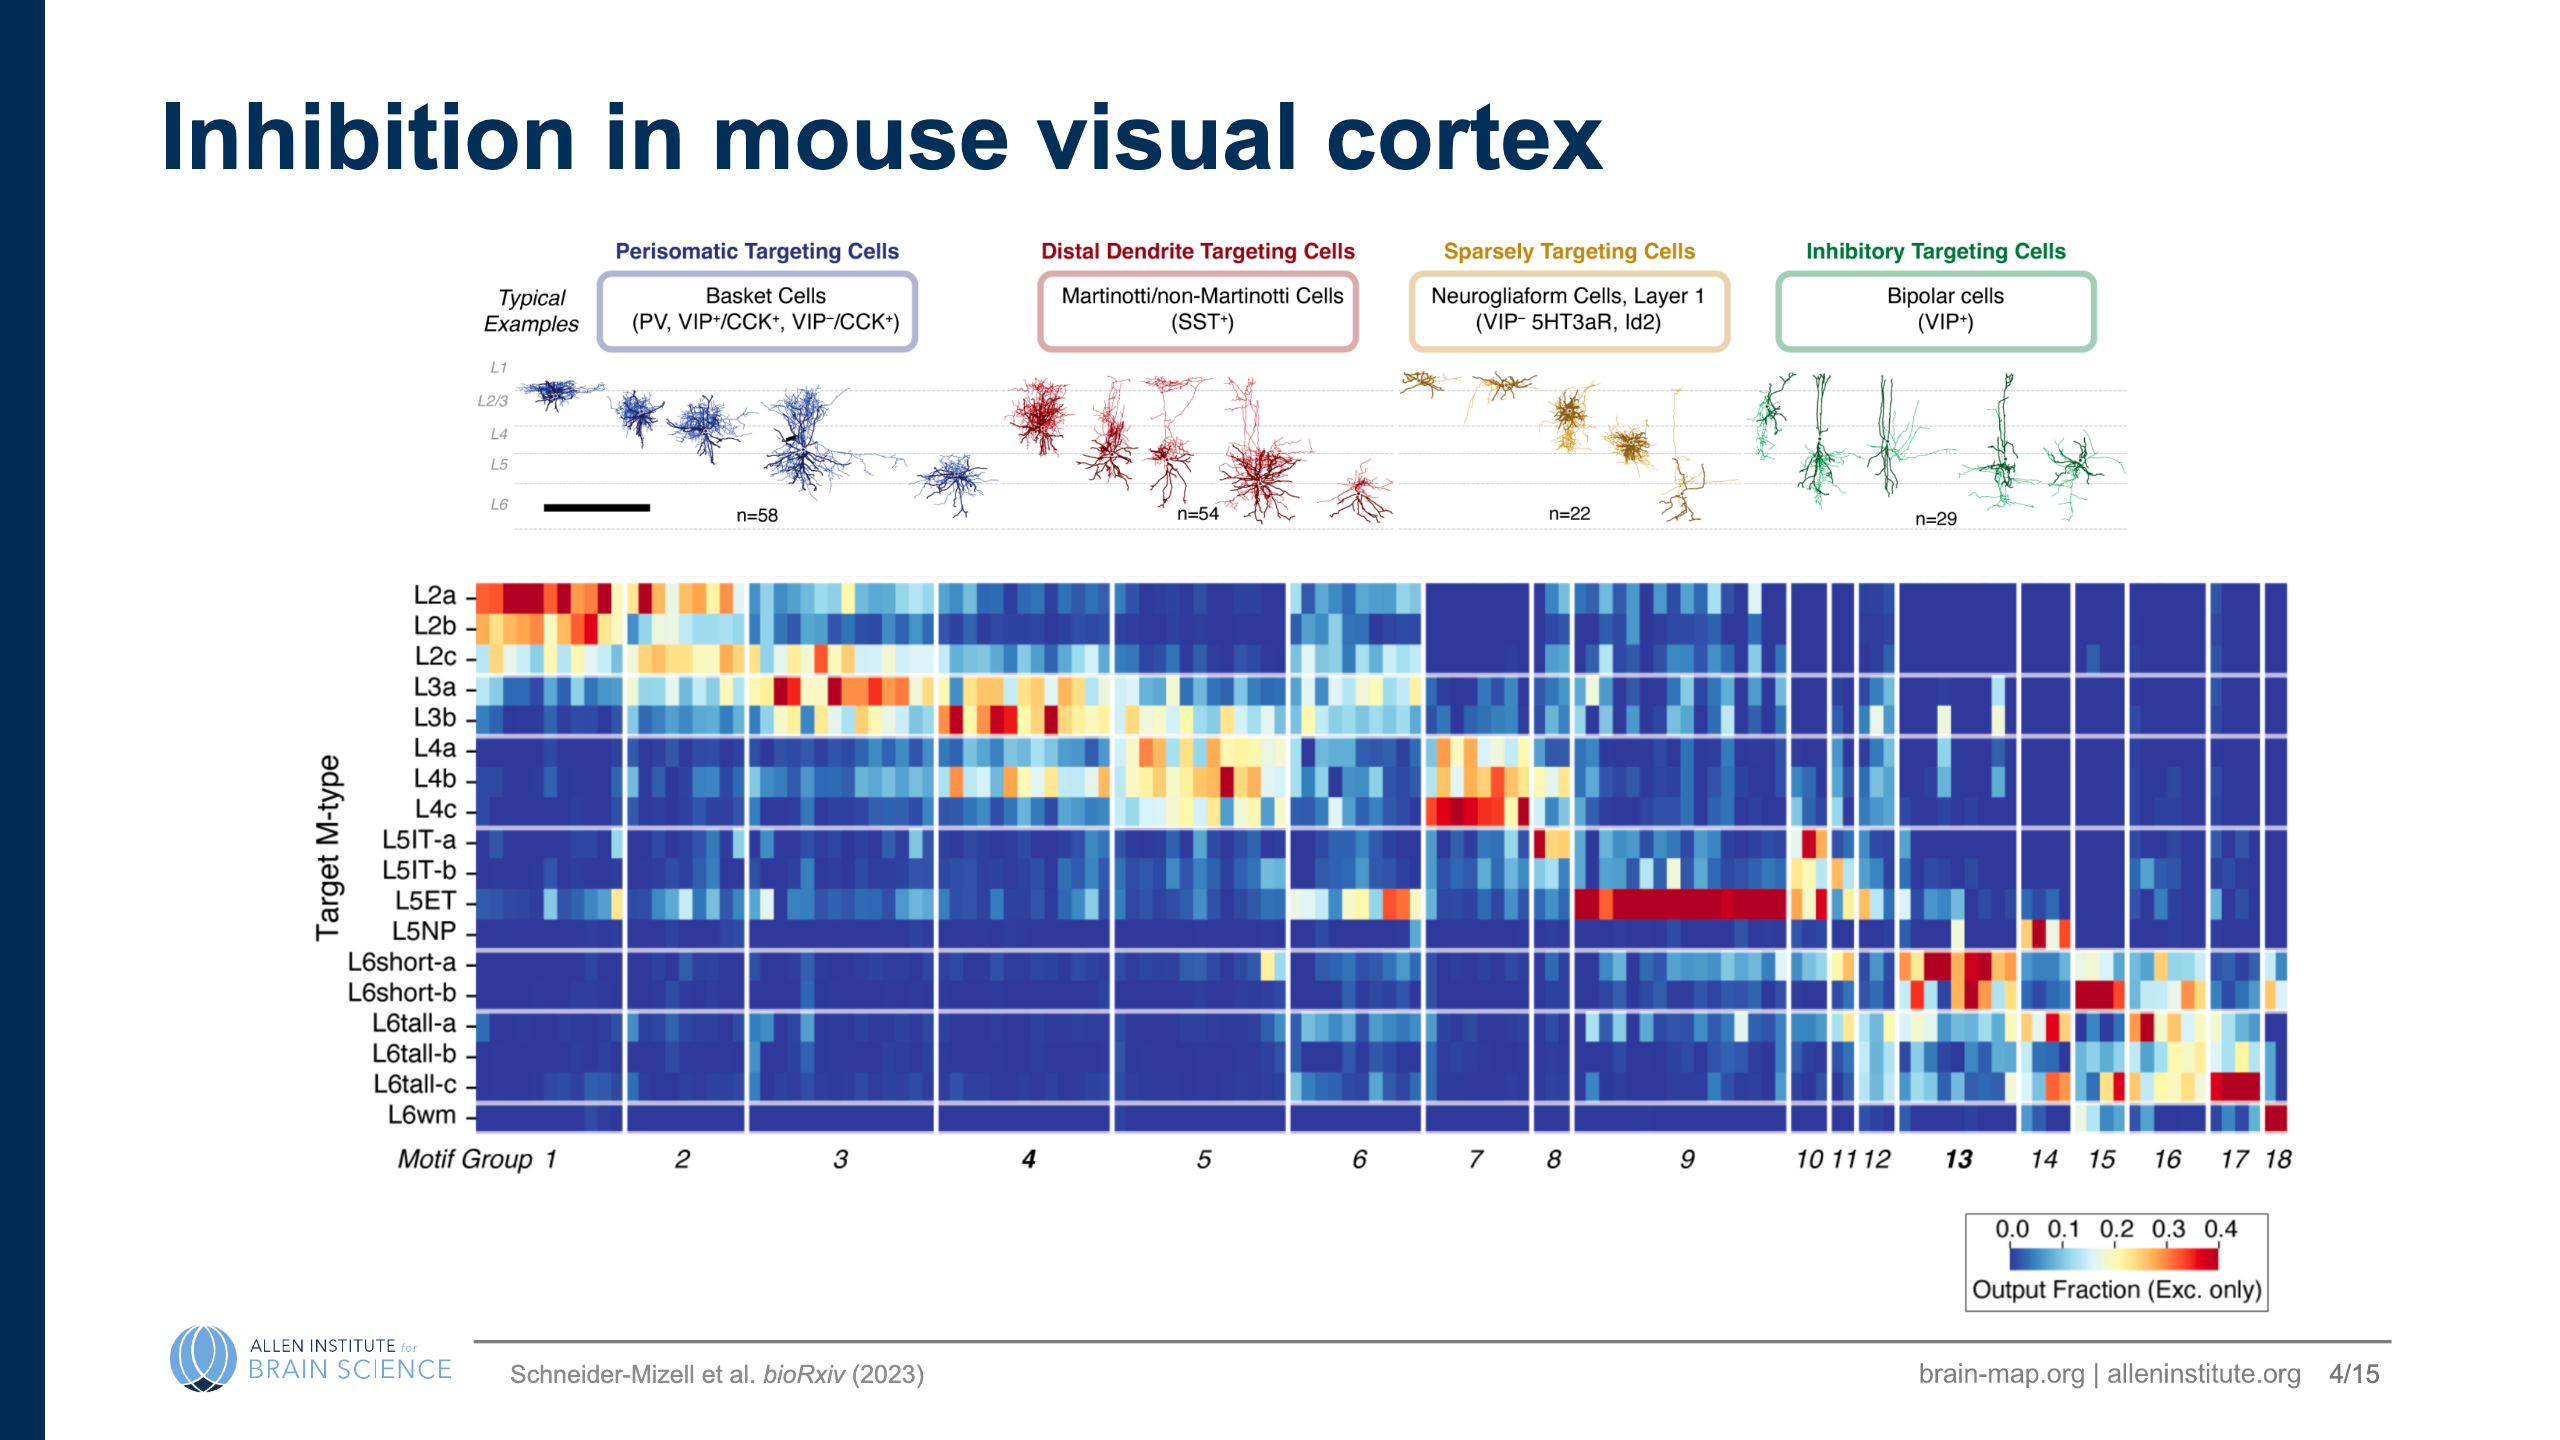 Inhibition in mouse visual cortex
Perisomatic Targeting Cells
Distal Dendrite Targeting Cells
Sparsely Targeting Cells
Inhibitory Targeting Cells
Typical
Examples
Basket Cells
(PV, VIP⁺/CCK⁺, VIP⁻/CCK⁺)
Martinotti/non-Martinotti Cells
(SST⁺)
Neurogliaform Cells, Layer 1
(VIP⁻ 5HT3aR, Id2)
Bipolar cells
(VIP⁺)
L1
L2/3
L4
L5
L6
n=58
n=54
n=22
n=29
Target M-type
L2a
L2b
L2c
L3a
L3b
L4a
L4b
L4c
L5IT-a
L5IT-b
L5ET
L5NP
L6short-a
L6short-b
L6tall-a
L6tall-b
L6tall-c
L6wm
Motif Group 1 2 3 4 5 6 7 8 9 10 11 12 13 14 15 16 17 18
0.0 0.1 0.2 0.3 0.4
Output Fraction (Exc. only)
ALLEN INSTITUTE for
BRAIN SCIENCE
Schneider-Mizell et al. bioRxiv (2023)
brain-map.org | alleninstitute.org 4/15